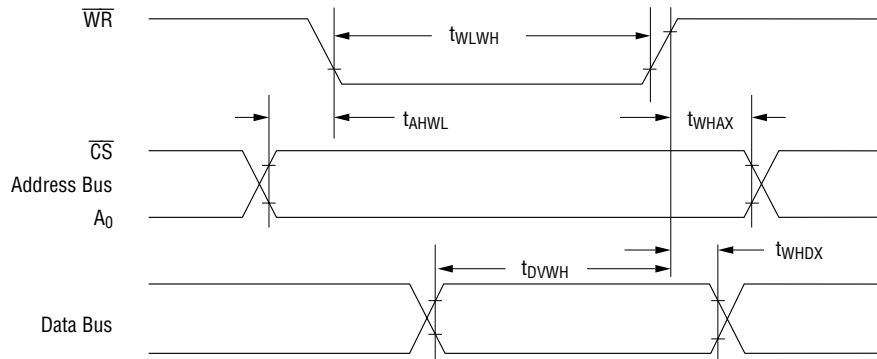 WR
tWLWH
tAHWL
tWHAX
CS
Address Bus
A0
tWHDX
tDVWH
Data Bus